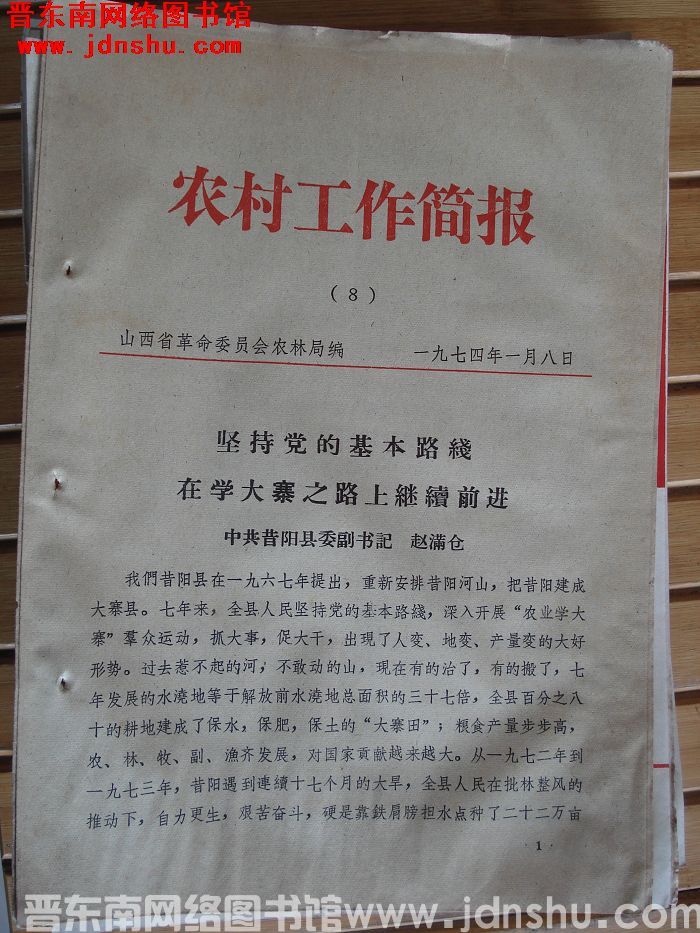 晋东南网络图书馆
www.jdnshu.com
农村工作简报
（8）
山西省革命委员会农林局编　一九七四年一月八日
坚持党的基本路綫
在学大寨之路上継續前进
中共昔阳县委副书記　赵滿仓
我們昔阳县在一九六七年提出，重新安排昔阳河山，把昔阳建成
大寨县。七年来，全县人民坚持党的基本路綫，深入开展“农业学大
寨”羣众运动，抓大事，促大干，出现了人变、地变、产量变的大好
形势。过去惹不起的河，不敢动的山，現在有的治了，有的搬了，七
年发展的水澆地等于解放前水澆地总面积的三十七倍，全县百分之八
十的耕地建成了保水，保肥，保土的“大寨田”；粮食产量步步高，
农、林、牧、副、漁齐发展，对国家貢献越来越大。从一九七二年到
一九七三年，昔阳遇到連續十七个月的大旱，全县人民在批林整风的
推动下，自力更生，艰苦奋斗，硬是靠鉄肩膀担水点种了二十二万亩
· 1 ·
晋东南网络图书馆 www.jdnshu.com